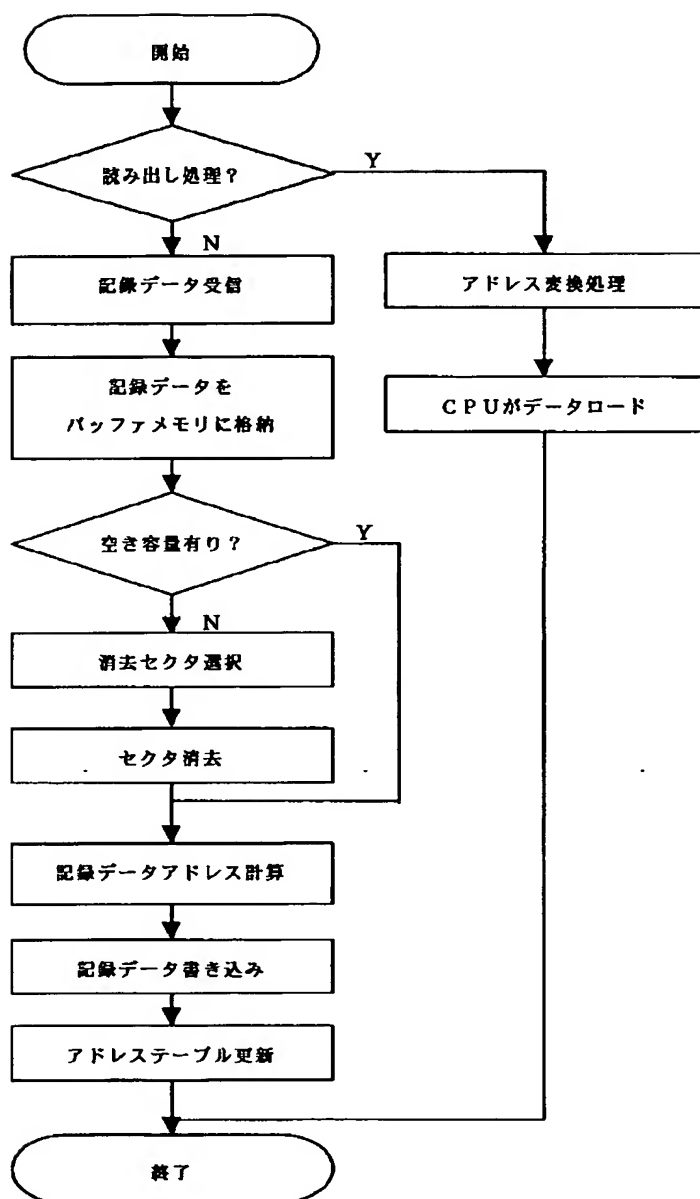 開始
読み出し処理？
Y
N
記録データ受信
アドレス変換処理
記録データを
バッファメモリに格納
ＣＰＵがデータロード
空き容量有り？
Y
N
消去セクタ選択
セクタ消去
記録データアドレス計算
記録データ書き込み
アドレステーブル更新
終了